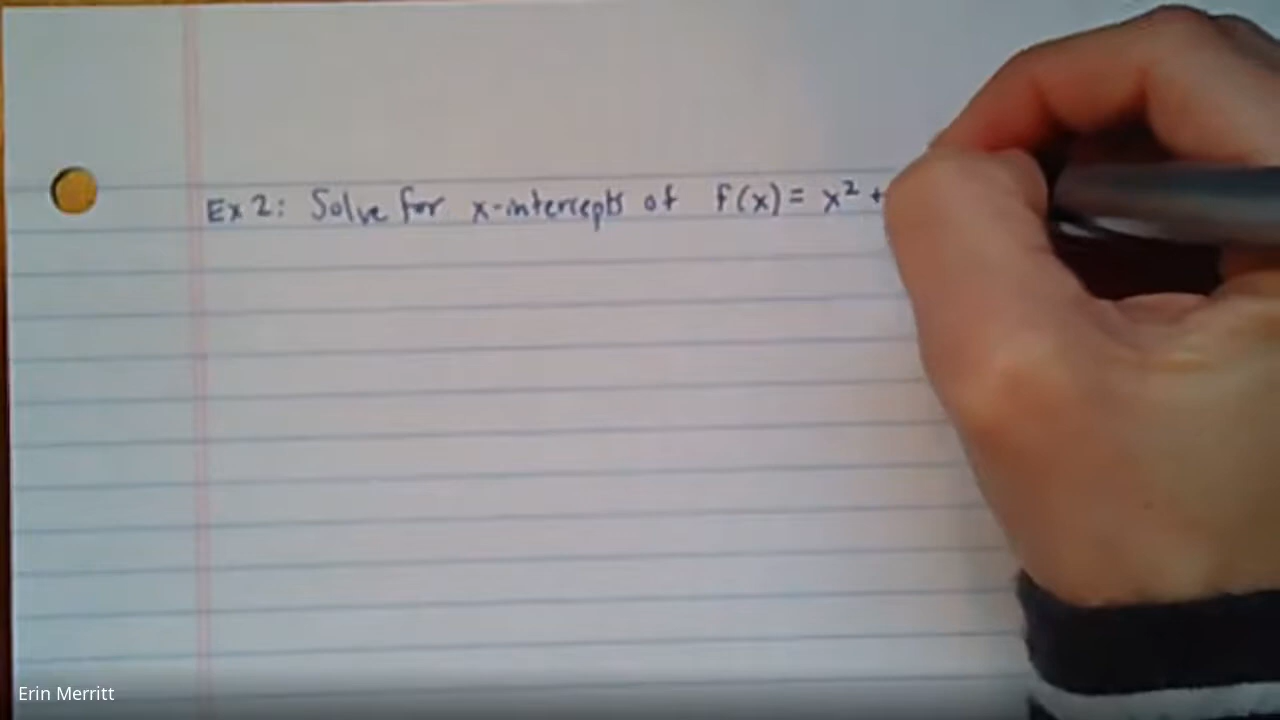 Ex 2: Solve for x-intercepts of f(x) = x² +
Erin Merritt